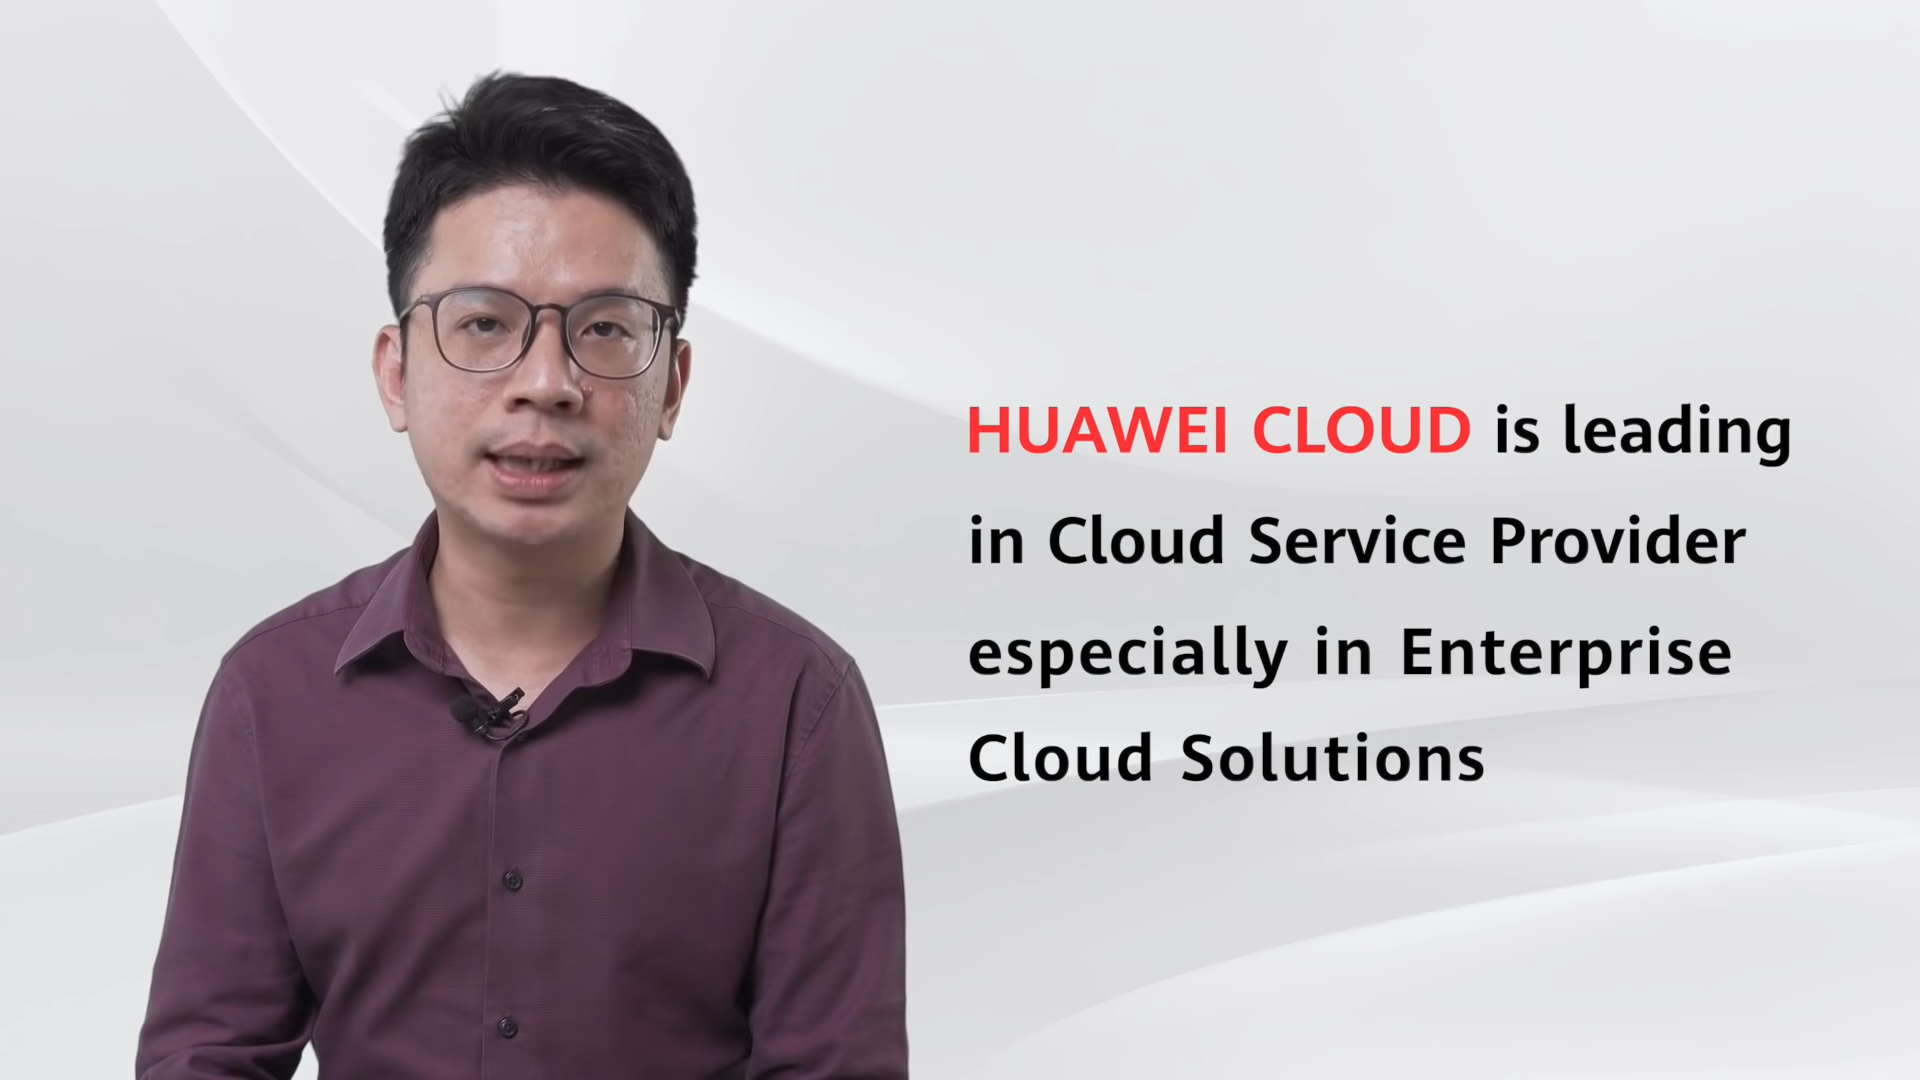 HUAWEI CLOUD is leading
in Cloud Service Provider
especially in Enterprise
Cloud Solutions